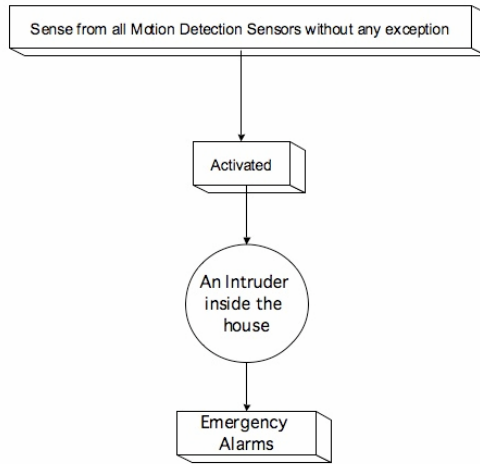 Sense from all Motion Detection Sensors without any exception
Activated
An Intruder
inside the
house
Emergency
Alarms